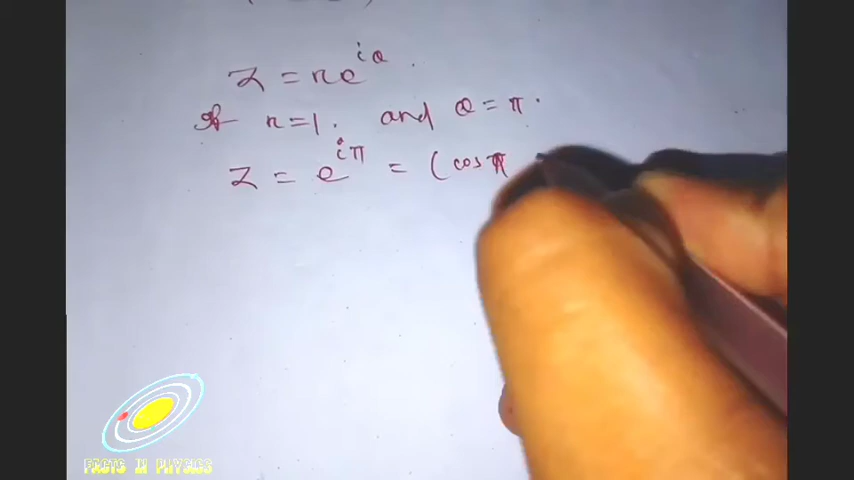 z = re^{iθ}.
If r=1. and θ = π.
z = e^{iπ} = (cos π
FACTS IN PHYSICS